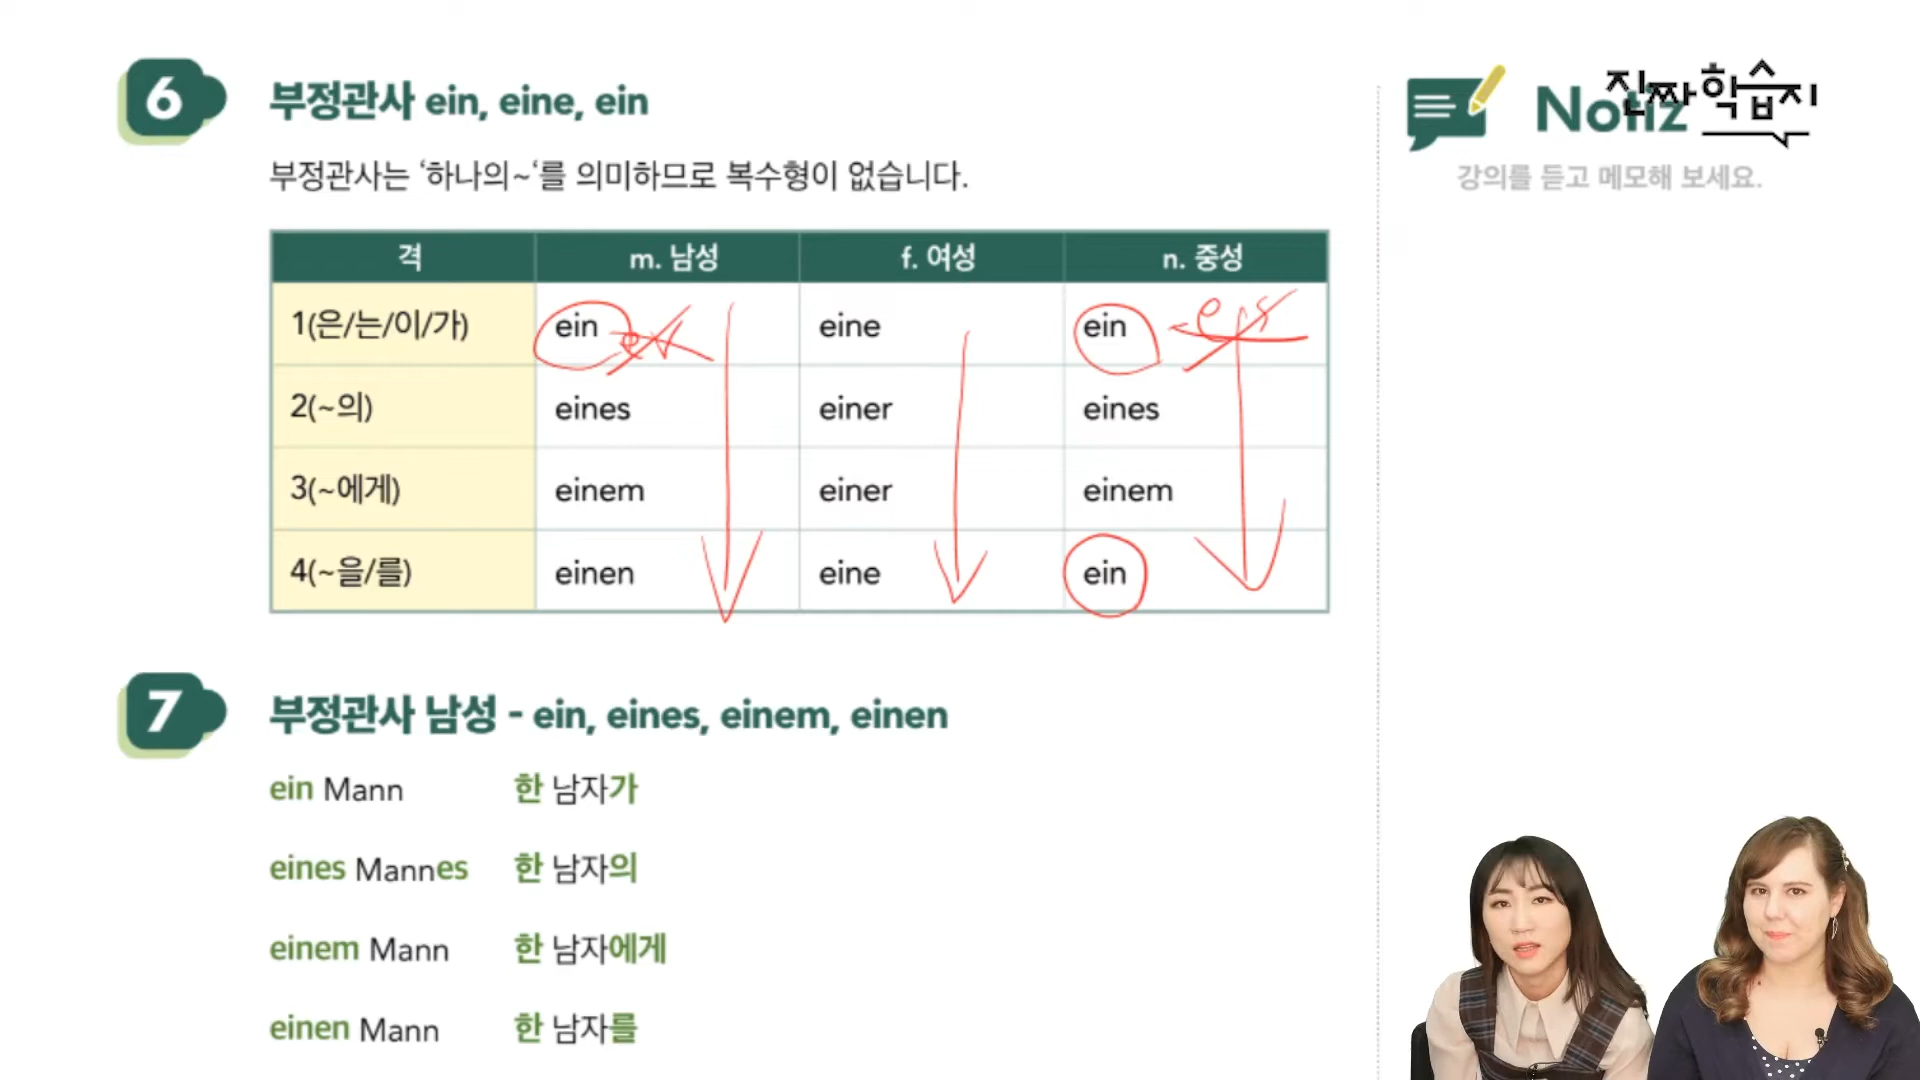 6 부정관사 ein, eine, ein
부정관사는 ‘하나의~‘를 의미하므로 복수형이 없습니다.
격 m. 남성 f. 여성 n. 중성
1(은/는/이/가) ein er eine ein es
2(~의) eines einer eines
3(~에게) einem einer einem
4(~을/를) einen eine ein
7 부정관사 남성 - ein, eines, einem, einen
ein Mann 한 남자가
eines Mannes 한 남자의
einem Mann 한 남자에게
einen Mann 한 남자를
Notiz
진짜학습지
강의를 듣고 메모해 보세요.